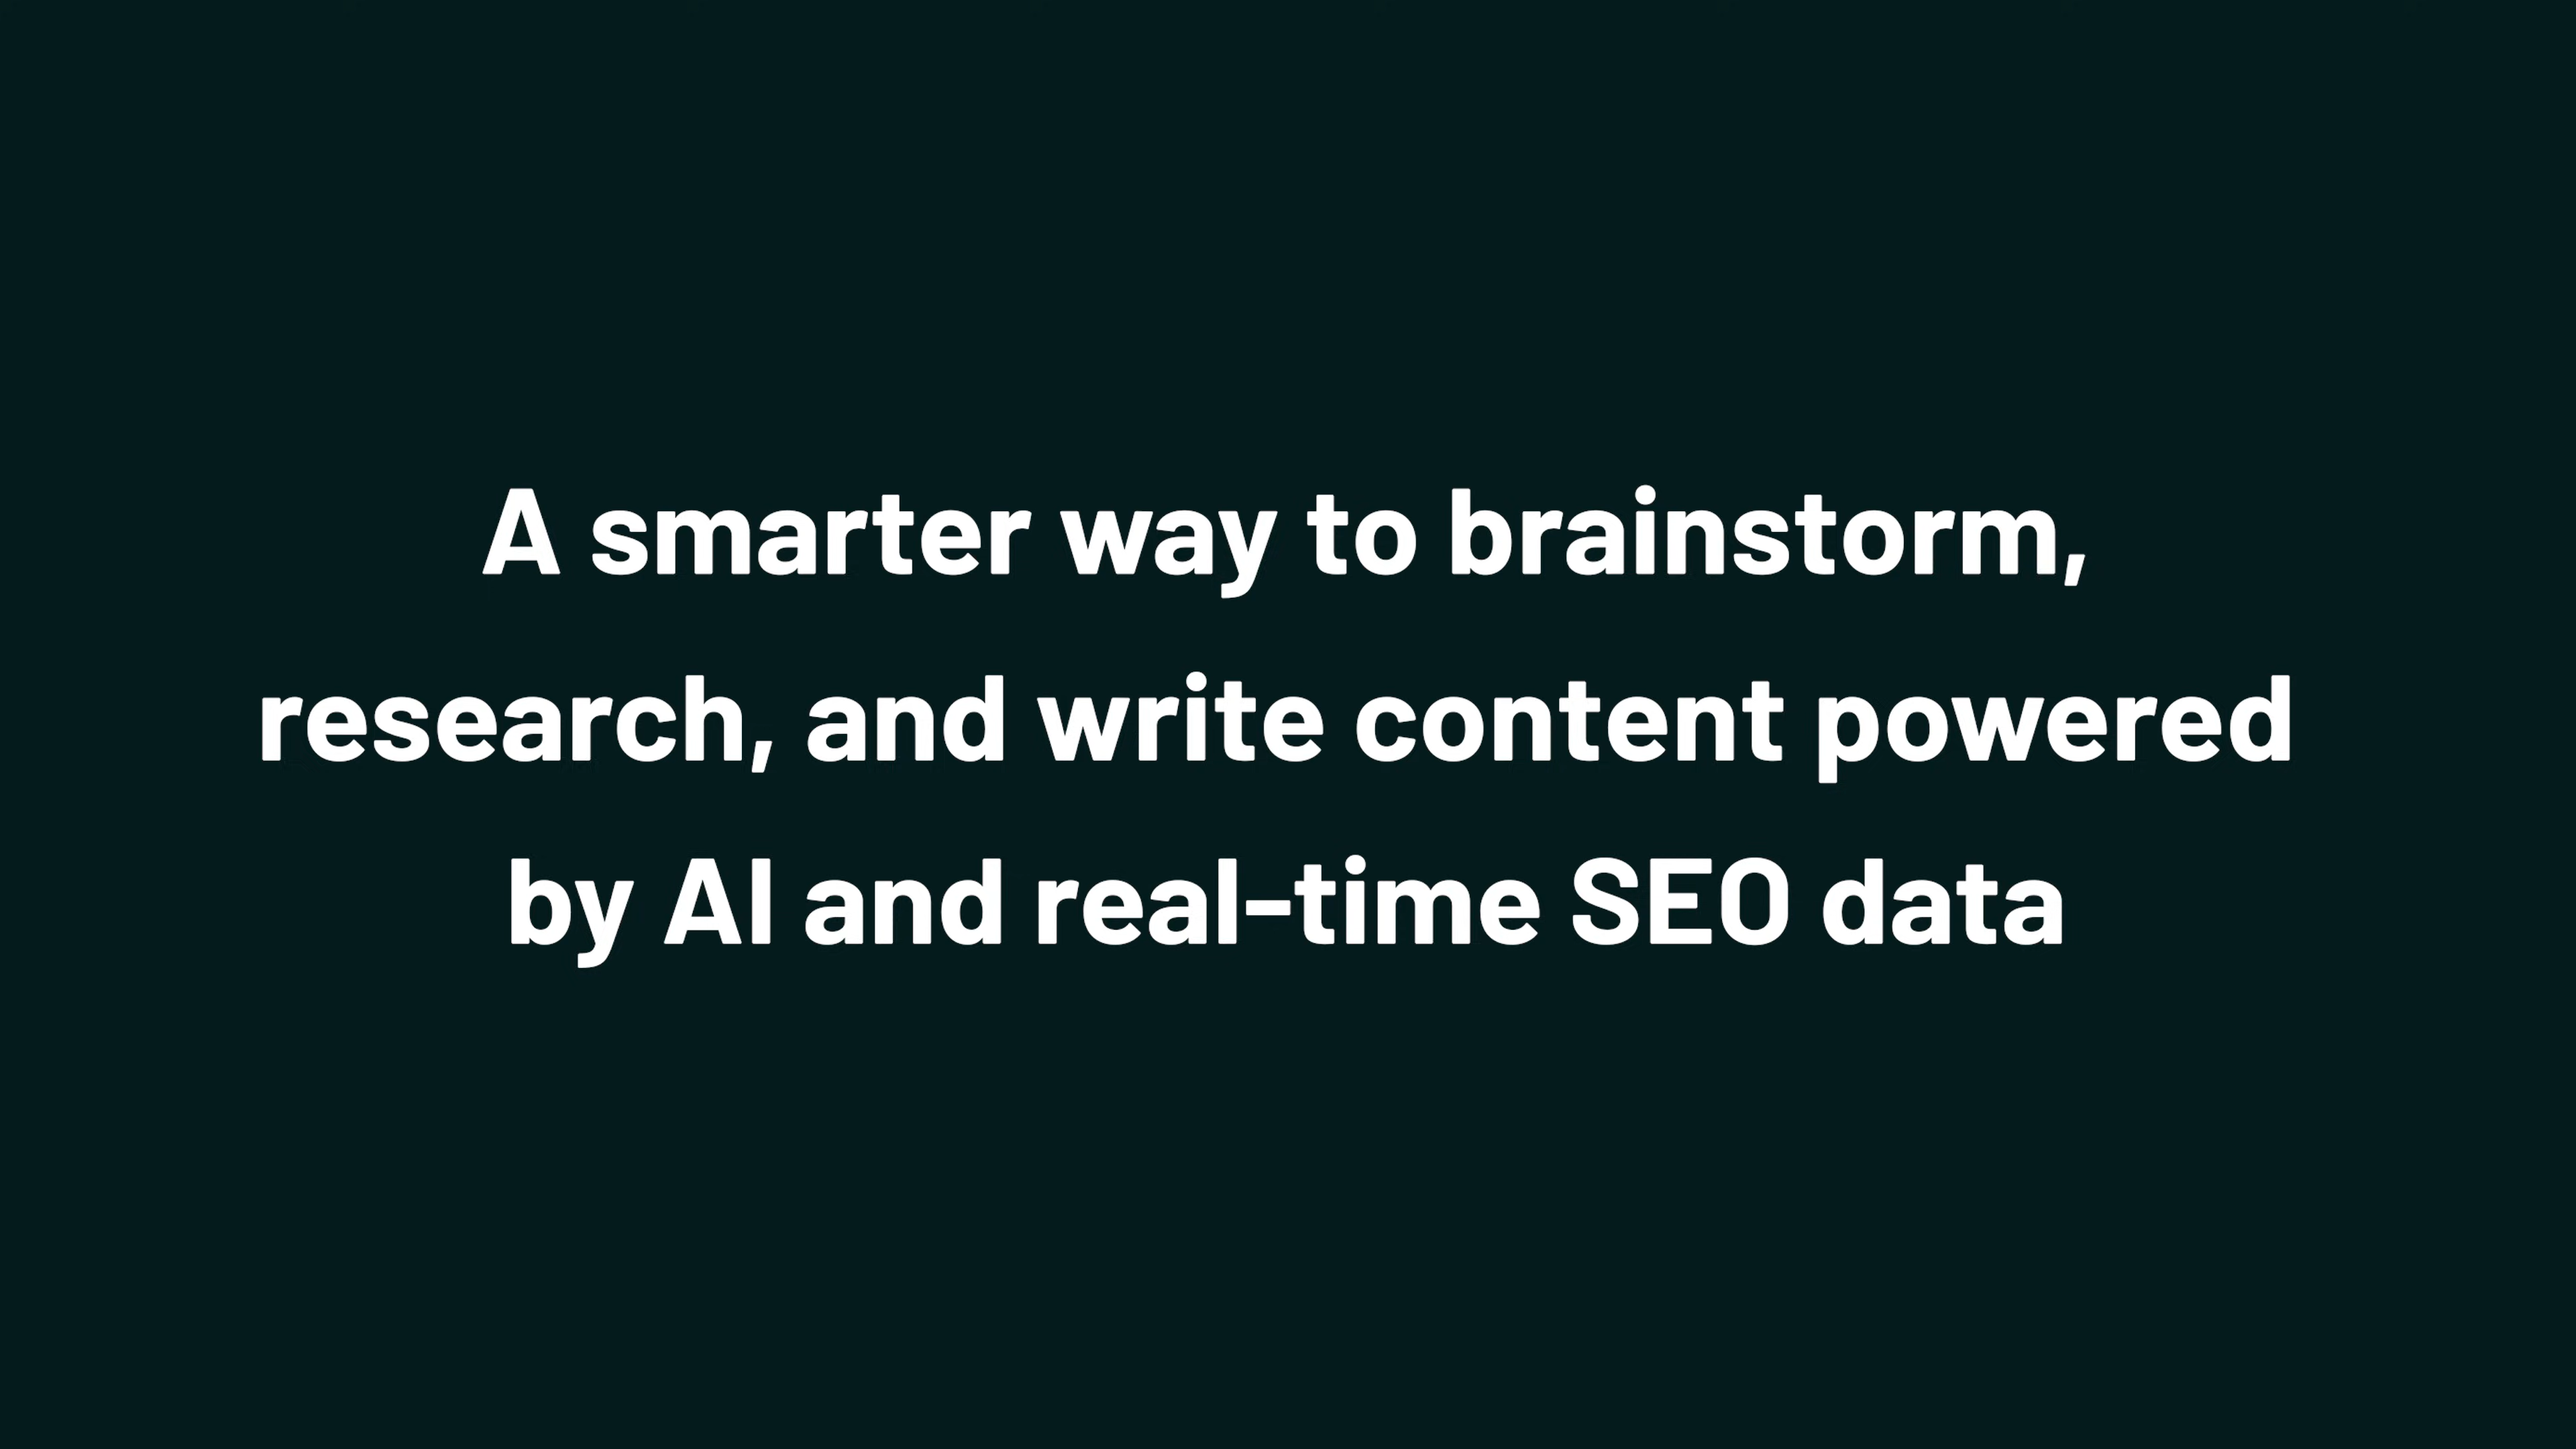 A smarter way to brainstorm,
research, and write content powered
by AI and real-time SEO data